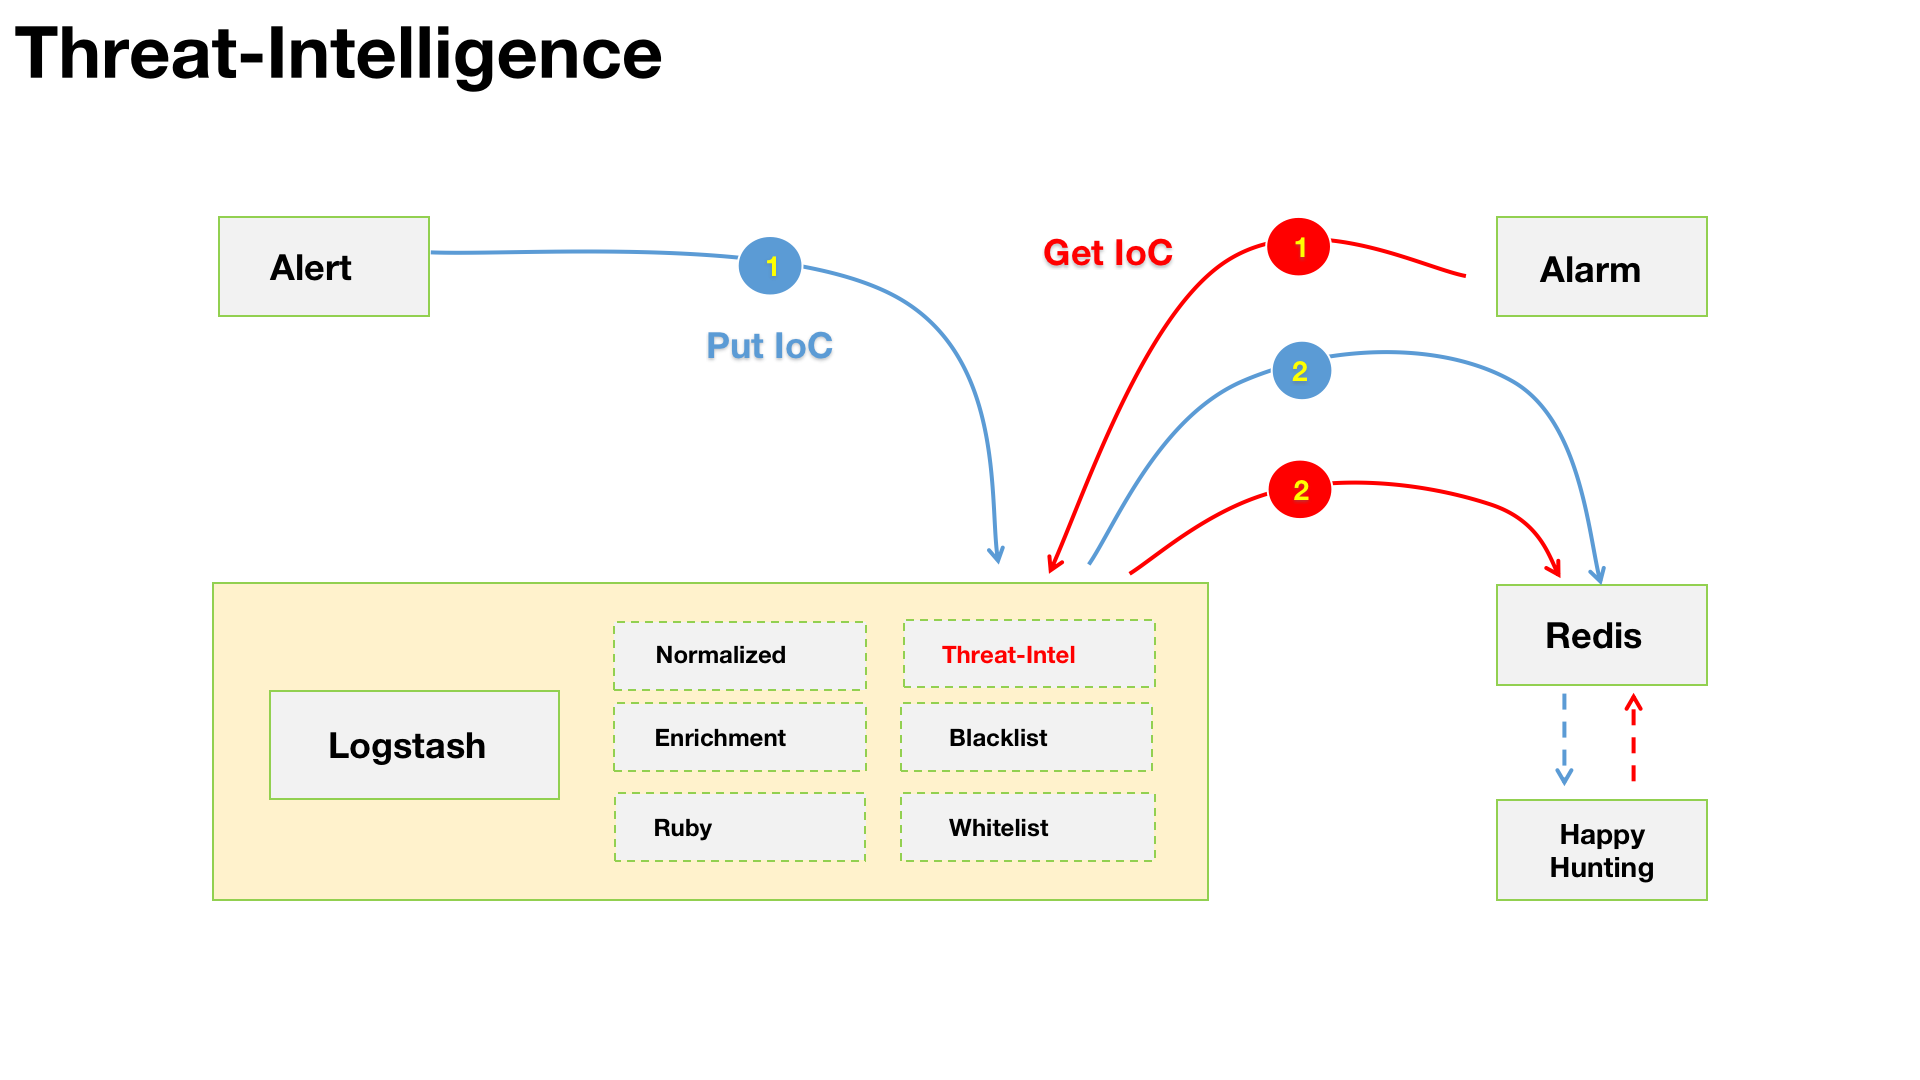 Threat-Intelligence
Alert
1
Put IoC
Get IoC
1
Alarm
2
2
Logstash
Normalized
Threat-Intel
Enrichment
Blacklist
Ruby
Whitelist
Redis
Happy
Hunting